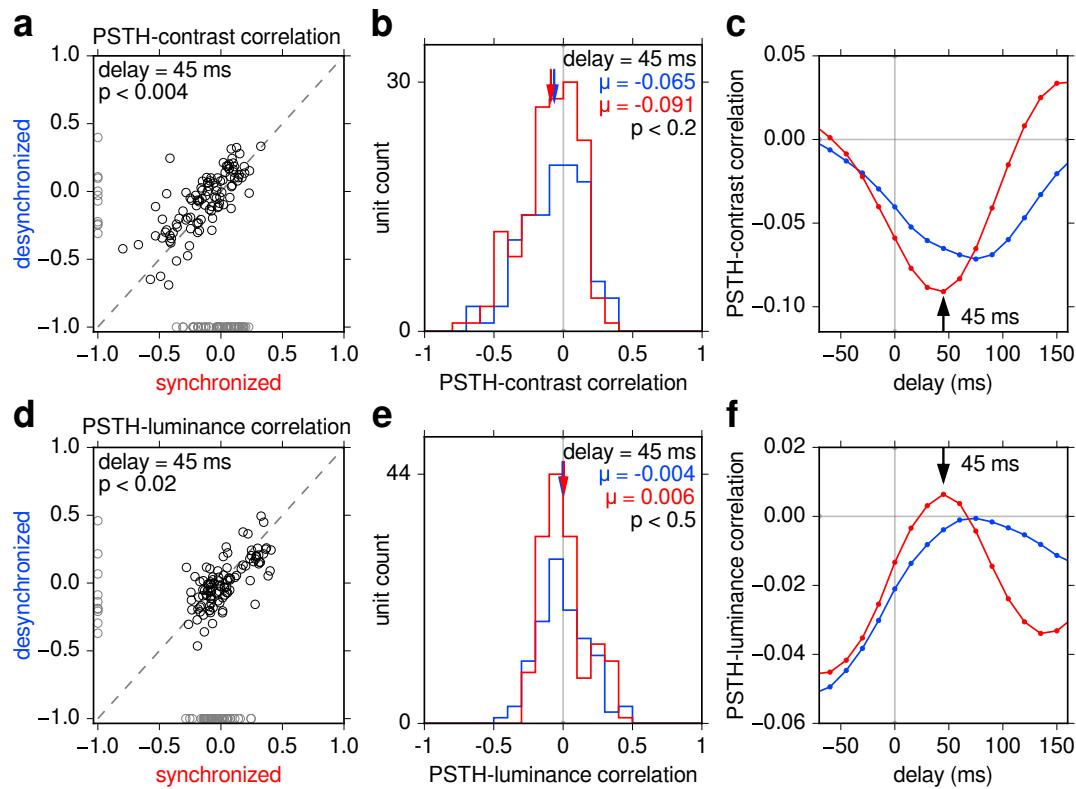 a
PSTH-contrast correlation
delay = 45 ms
p < 0.004
1.0
0.5
0.0
−0.5
−1.0
desynchronized
−1.0
−0.5
0.0
0.5
1.0
synchronized
b
delay = 45 ms
μ = -0.065
μ = -0.091
p < 0.2
30
0
unit count
-1
-0.6
0
0.6
1
PSTH-contrast correlation
c
0.05
0.00
−0.05
−0.10
PSTH-contrast correlation
45 ms
−50
0
50
100
150
delay (ms)
d
PSTH-luminance correlation
delay = 45 ms
p < 0.02
1.0
0.5
0.0
−0.5
−1.0
desynchronized
−1.0
−0.5
0.0
0.5
1.0
synchronized
e
delay = 45 ms
μ = -0.004
μ = 0.006
p < 0.5
44
0
unit count
-1
-0.6
0
0.6
1
PSTH-luminance correlation
f
0.02
0.00
−0.02
−0.04
−0.06
PSTH-luminance correlation
45 ms
−50
0
50
100
150
delay (ms)